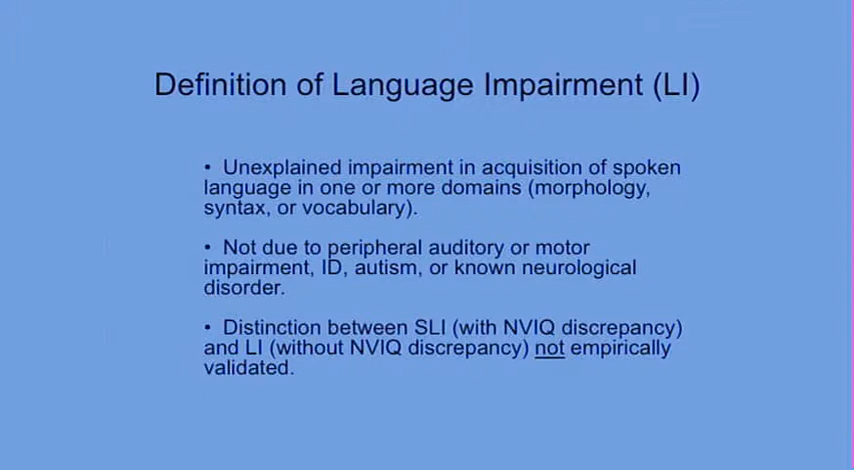 Definition of Language Impairment (LI)
• Unexplained impairment in acquisition of spoken
language in one or more domains (morphology,
syntax, or vocabulary).
• Not due to peripheral auditory or motor
impairment, ID, autism, or known neurological
disorder.
• Distinction between SLI (with NVIQ discrepancy)
and LI (without NVIQ discrepancy) not empirically
validated.